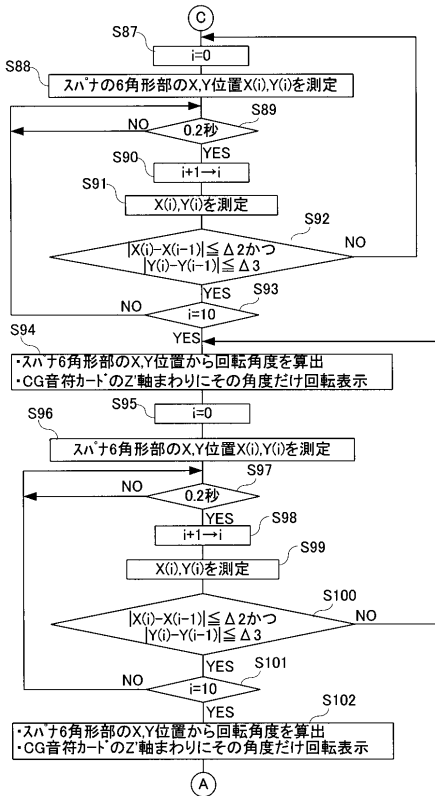 C
S87
i=0
S88
スパナの6角形部のX,Y位置X(i),Y(i)を測定
S89
NO
0.2秒
YES
S90
i+1→i
S91
X(i),Y(i)を測定
S92
|X(i)-X(i-1)|≦Δ2かつ
|Y(i)-Y(i-1)|≦Δ3
NO
YES
S93
NO
i=10
YES
S94
・スパナ6角形部のX,Y位置から回転角度を算出
・CG音符カードのZ'軸まわりにその角度だけ回転表示
S95
i=0
S96
スパナ6角形部のX,Y位置X(i),Y(i)を測定
S97
NO
0.2秒
YES
S98
i+1→i
S99
X(i),Y(i)を測定
S100
|X(i)-X(i-1)|≦Δ2かつ
|Y(i)-Y(i-1)|≦Δ3
NO
YES
S101
NO
i=10
YES
S102
・スパナ6角形部のX,Y位置から回転角度を算出
・CG音符カードのZ'軸まわりにその角度だけ回転表示
A